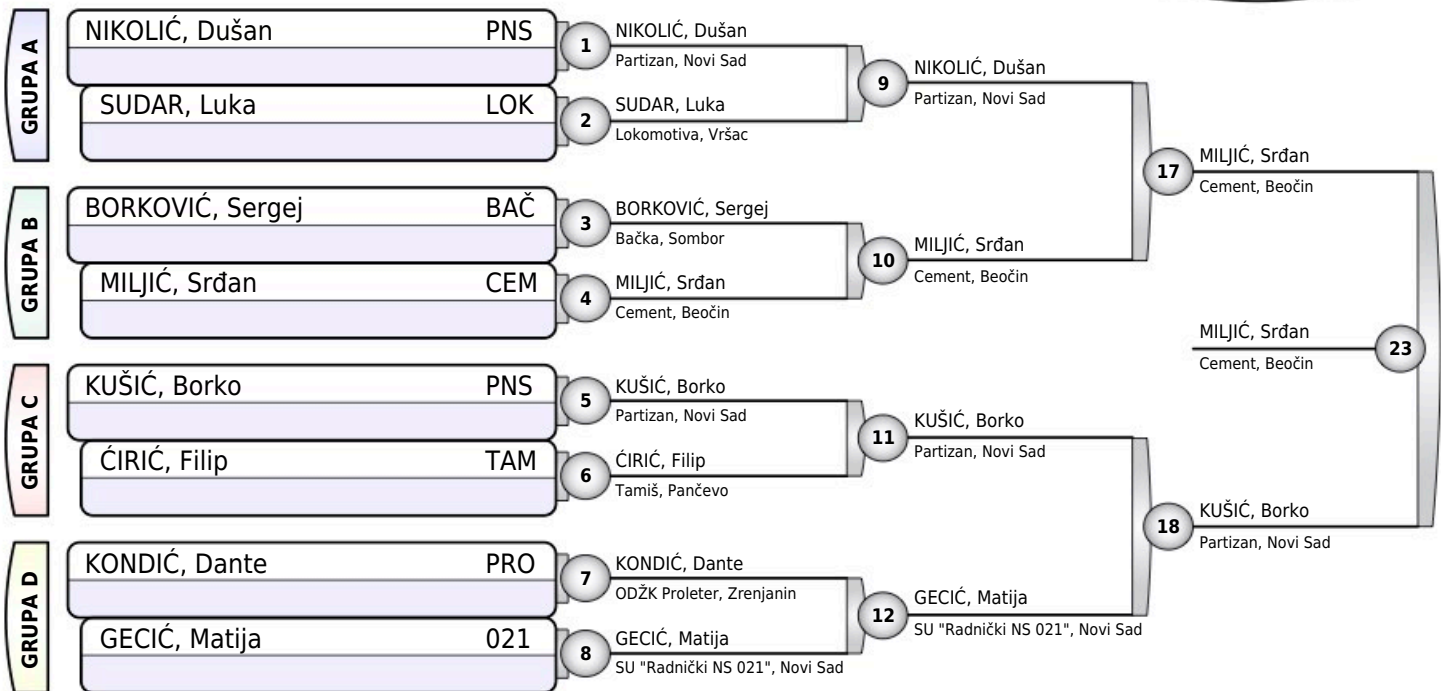 GRUPA A
NIKOLIĆ, Dušan PNS
SUDAR, Luka LOK
GRUPA B
BORKOVIĆ, Sergej BAČ
MILJIĆ, Srđan CEM
GRUPA C
KUŠIĆ, Borko PNS
ĆIRIĆ, Filip TAM
GRUPA D
KONDIĆ, Dante PRO
GECIĆ, Matija 021
1
NIKOLIĆ, Dušan
Partizan, Novi Sad
2
SUDAR, Luka
Lokomotiva, Vršac
3
BORKOVIĆ, Sergej
Bačka, Sombor
4
MILJIĆ, Srđan
Cement, Beočin
5
KUŠIĆ, Borko
Partizan, Novi Sad
6
ĆIRIĆ, Filip
Tamiš, Pančevo
7
KONDIĆ, Dante
ODŽK Proleter, Zrenjanin
8
GECIĆ, Matija
SU "Radnički NS 021", Novi Sad
9
NIKOLIĆ, Dušan
Partizan, Novi Sad
10
MILJIĆ, Srđan
Cement, Beočin
11
KUŠIĆ, Borko
Partizan, Novi Sad
12
GECIĆ, Matija
SU "Radnički NS 021", Novi Sad
17
MILJIĆ, Srđan
Cement, Beočin
18
KUŠIĆ, Borko
Partizan, Novi Sad
MILJIĆ, Srđan
Cement, Beočin
23